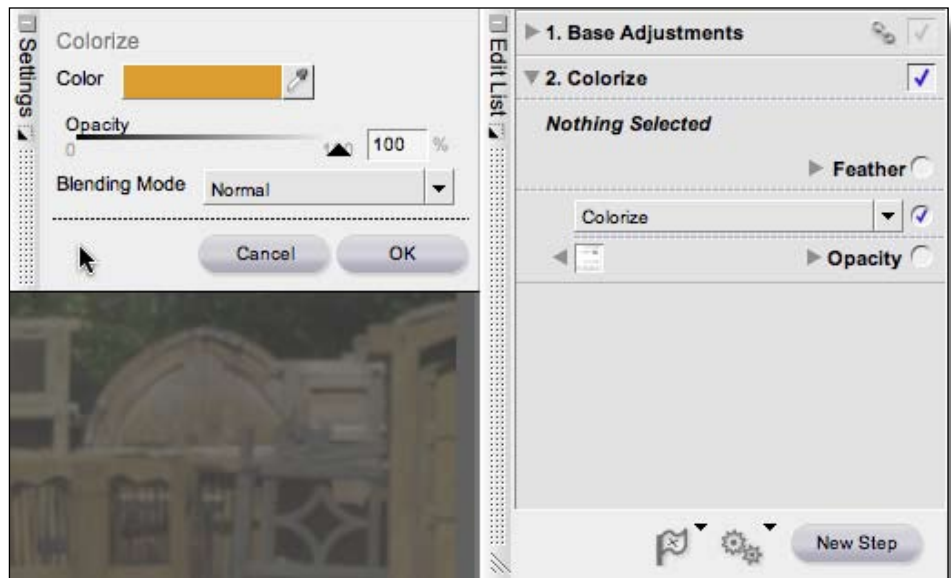 Settings
Colorize
Color
Opacity
0
100 %
Blending Mode
Normal
Cancel
OK
Edit List
1. Base Adjustments
2. Colorize
Nothing Selected
Feather
Colorize
Opacity
New Step